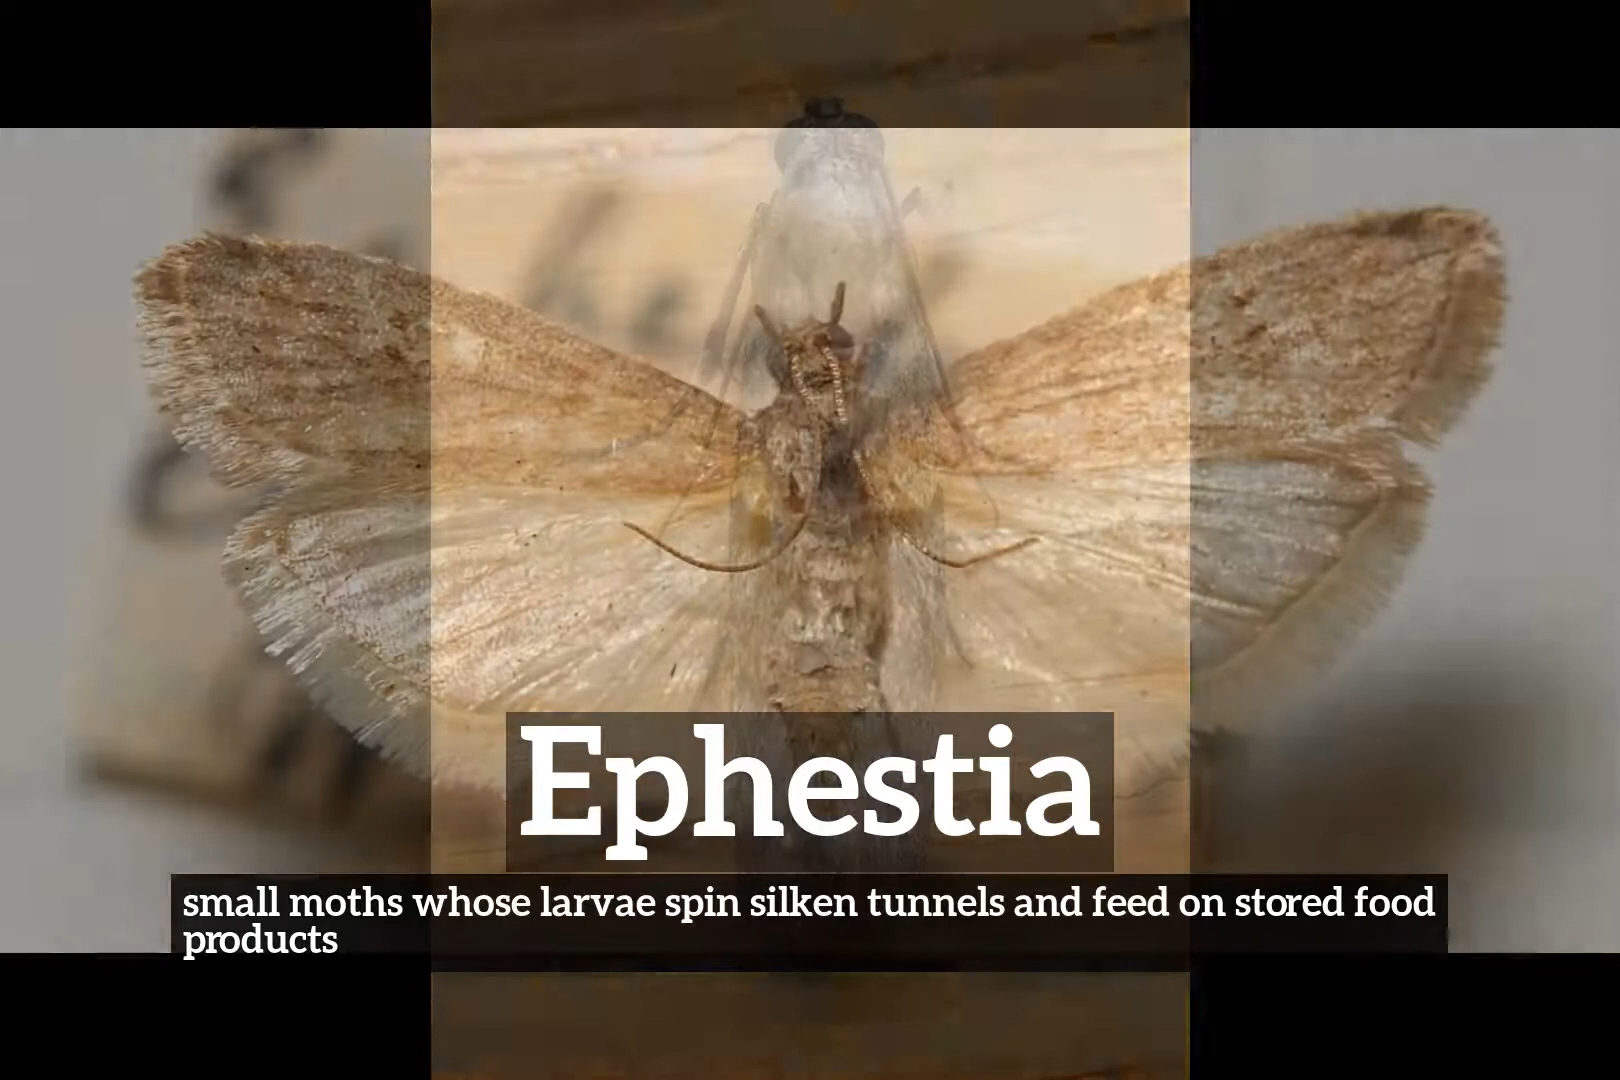 Ephestia
small moths whose larvae spin silken tunnels and feed on stored food
products